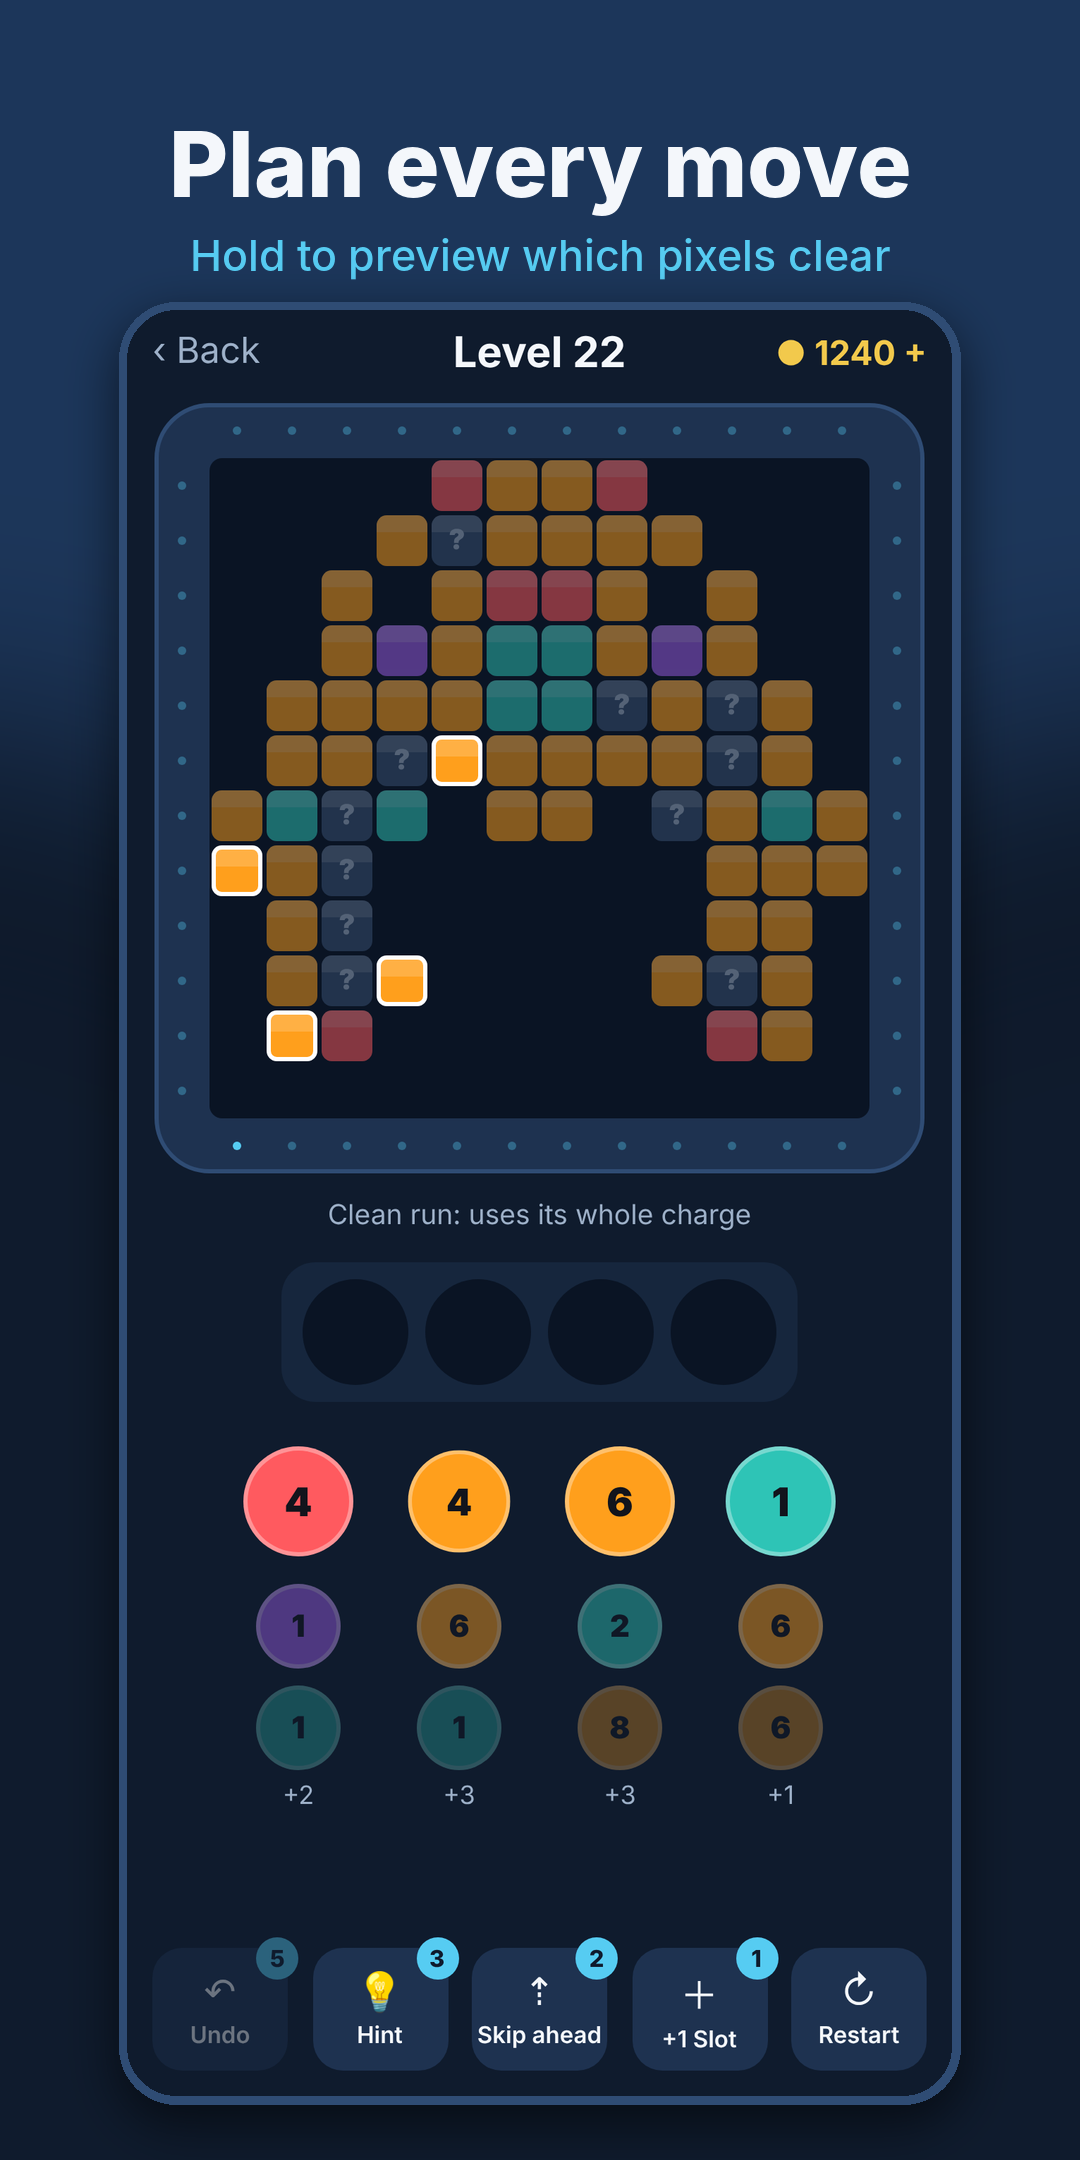 Plan every move
Hold to preview which pixels clear
‹ Back Level 22 1240 +
?
? ?
? ?
? ?
?
?
? ?
Clean run: uses its whole charge
4 4 6 1
1 6 2 6
1 1 8 6
+2 +3 +3 +1
5 3 2 1
Undo Hint Skip ahead +1 Slot Restart